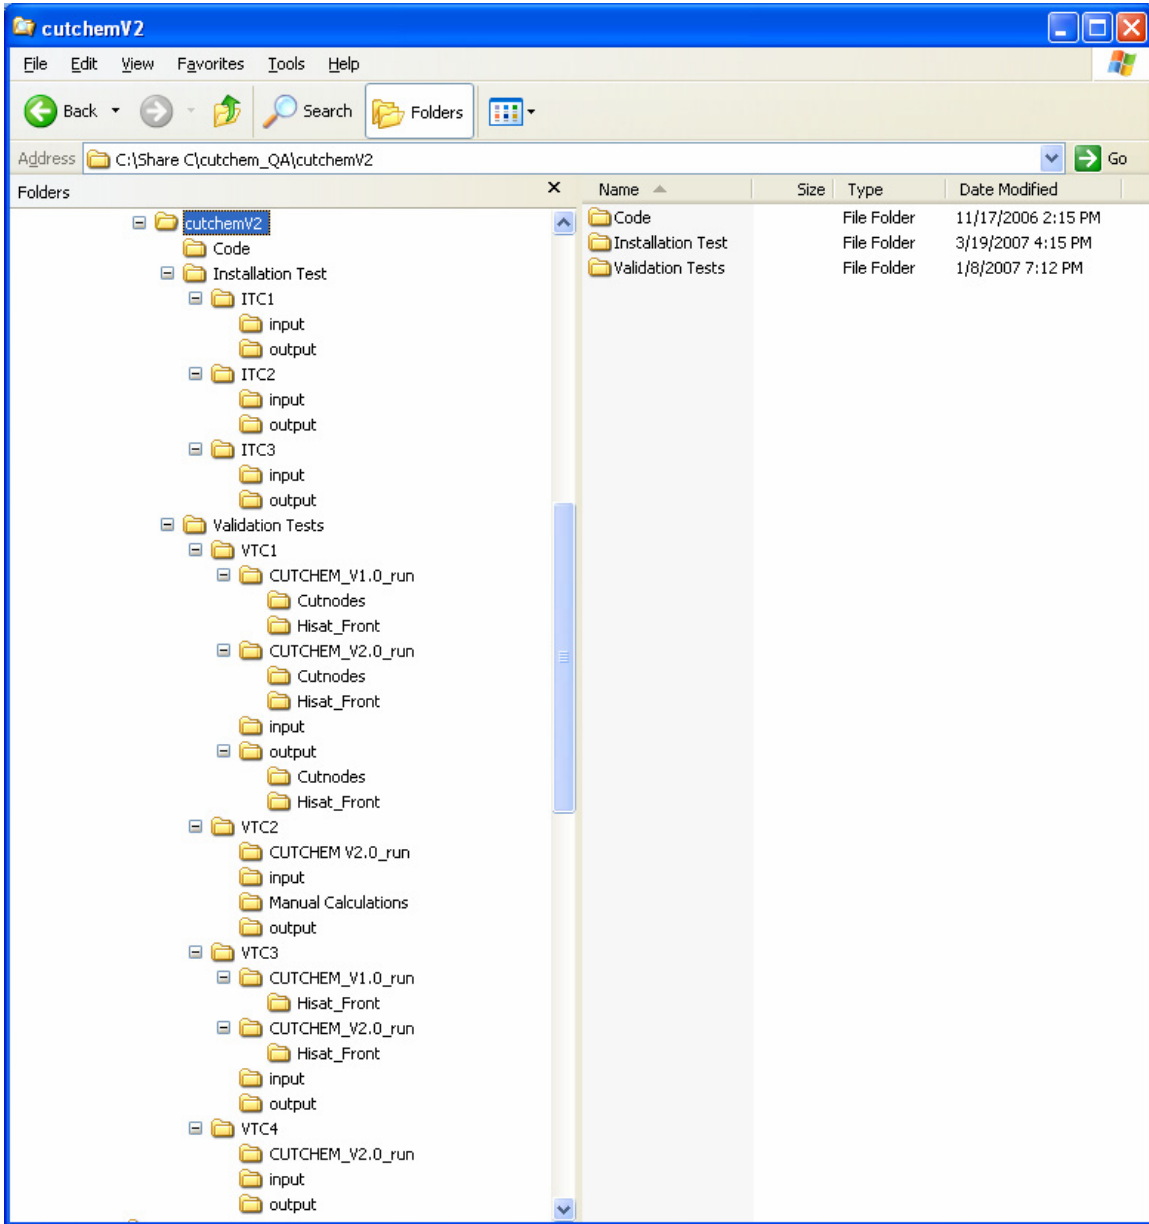 cutchemV2
File Edit View Favorites Tools Help
Back Search Folders
Address C:\Share C\cutchem_QA\cutchemV2 Go
Folders
Name Size Type Date Modified
cutchemV2
Code
Installation Test
ITC1
input
output
ITC2
input
output
ITC3
input
output
Validation Tests
VTC1
CUTCHEM_V1.0_run
Cutnodes
Hisat_Front
CUTCHEM_V2.0_run
Cutnodes
Hisat_Front
input
output
Cutnodes
Hisat_Front
VTC2
CUTCHEM V2.0_run
input
Manual Calculations
output
VTC3
CUTCHEM_V1.0_run
Hisat_Front
CUTCHEM_V2.0_run
Hisat_Front
input
output
VTC4
CUTCHEM_V2.0_run
input
output
Code File Folder 11/17/2006 2:15 PM
Installation Test File Folder 3/19/2007 4:15 PM
Validation Tests File Folder 1/8/2007 7:12 PM